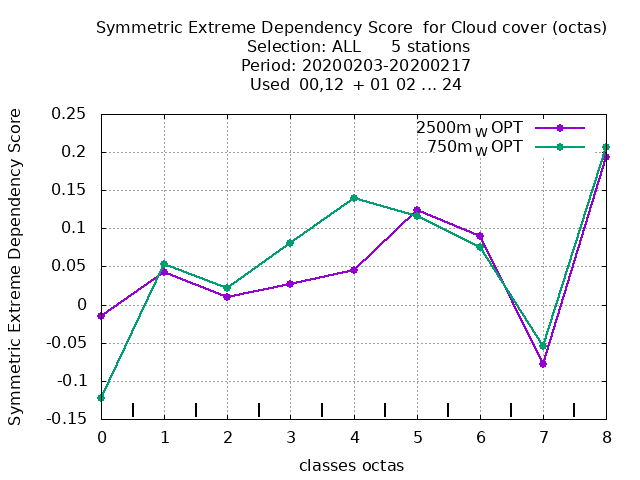 Symmetric Extreme Dependency Score for Cloud cover (octas)
Selection: ALL 5 stations
Period: 20200203-20200217
Used 00,12 + 01 02 ... 24
Symmetric Extreme Dependency Score
0.25
0.2
0.15
0.1
0.05
0
-0.05
-0.1
-0.15
2500m W OPT
750m W OPT
0 1 2 3 4 5 6 7 8
classes octas